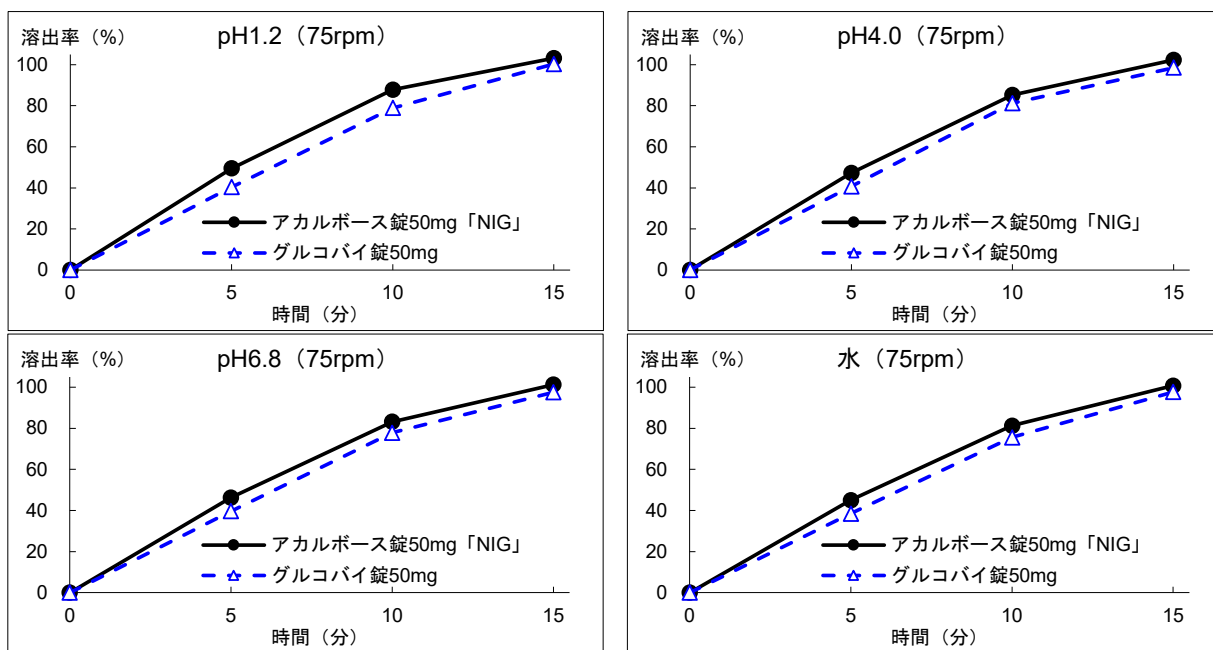 溶出率（%）
pH1.2（75rpm）
100
80
60
40
20
0
アカルボース錠50mg「NIG」
グルコバイ錠50mg
0 5 10 15
時間（分）
溶出率（%）
pH4.0（75rpm）
100
80
60
40
20
0
アカルボース錠50mg「NIG」
グルコバイ錠50mg
0 5 10 15
時間（分）
溶出率（%）
pH6.8（75rpm）
100
80
60
40
20
0
アカルボース錠50mg「NIG」
グルコバイ錠50mg
0 5 10 15
時間（分）
溶出率（%）
水（75rpm）
100
80
60
40
20
0
アカルボース錠50mg「NIG」
グルコバイ錠50mg
0 5 10 15
時間（分）